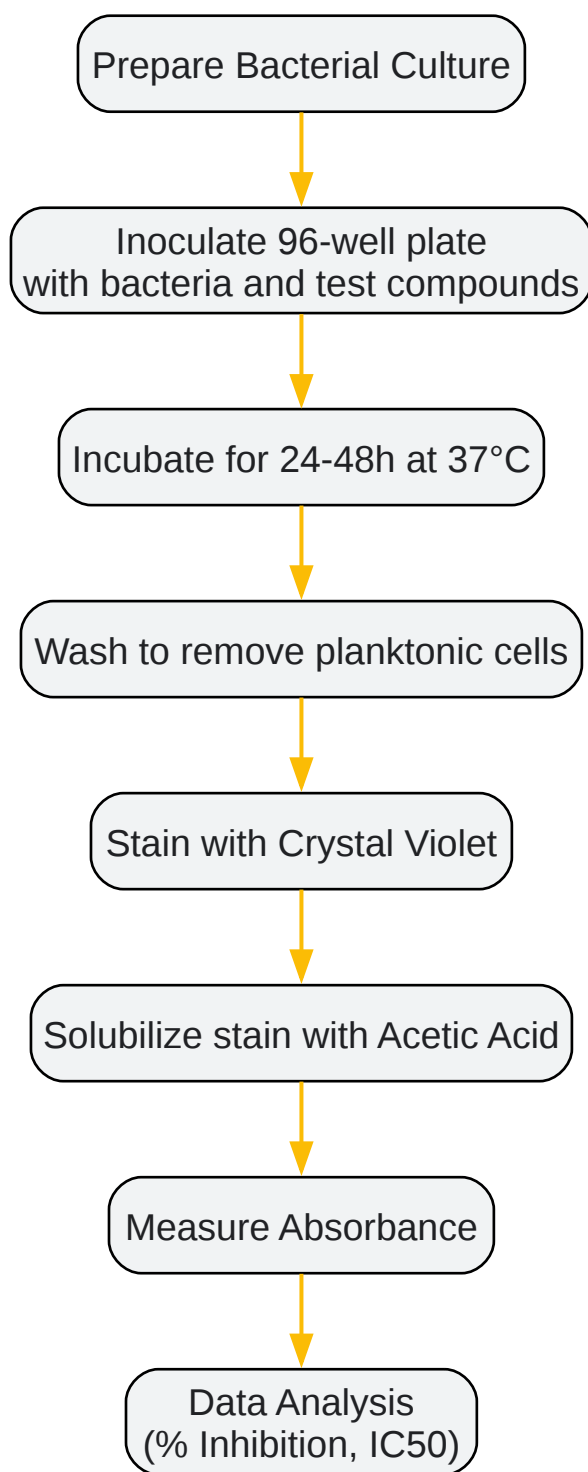 Prepare Bacterial Culture
Inoculate 96-well plate
with bacteria and test compounds
Incubate for 24-48h at 37°C
Wash to remove planktonic cells
Stain with Crystal Violet
Solubilize stain with Acetic Acid
Measure Absorbance
Data Analysis
(% Inhibition, IC50)